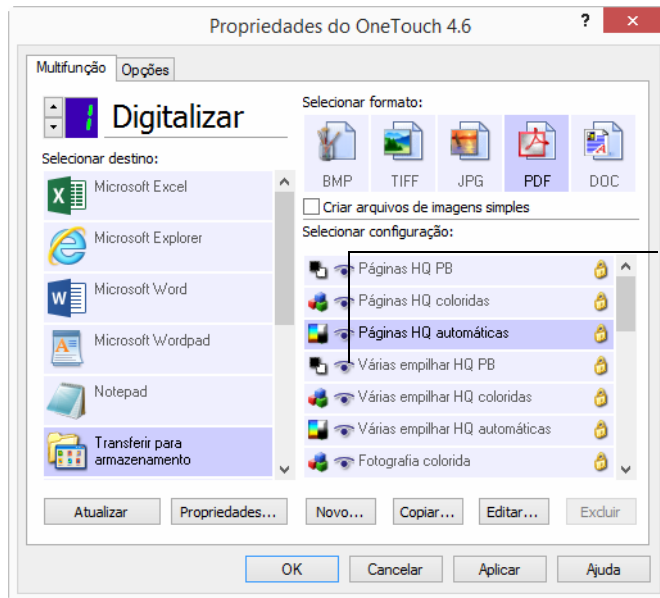 Propriedades do OneTouch 4.6
? ×
Multifunção
Opções
1
Digitalizar
Selecionar destino:
Microsoft Excel
Microsoft Explorer
Microsoft Word
Microsoft Wordpad
Notepad
Transferir para
armazenamento
Selecionar formato:
BMP TIFF JPG PDF DOC
Criar arquivos de imagens simples
Selecionar configuração:
Páginas HQ PB
Páginas HQ coloridas
Páginas HQ automáticas
Várias empilhar HQ PB
Várias empilhar HQ coloridas
Várias empilhar HQ automáticas
Fotografia colorida
Atualizar Propriedades... Novo... Copiar... Editar... Excluir
OK Cancelar Aplicar Ajuda